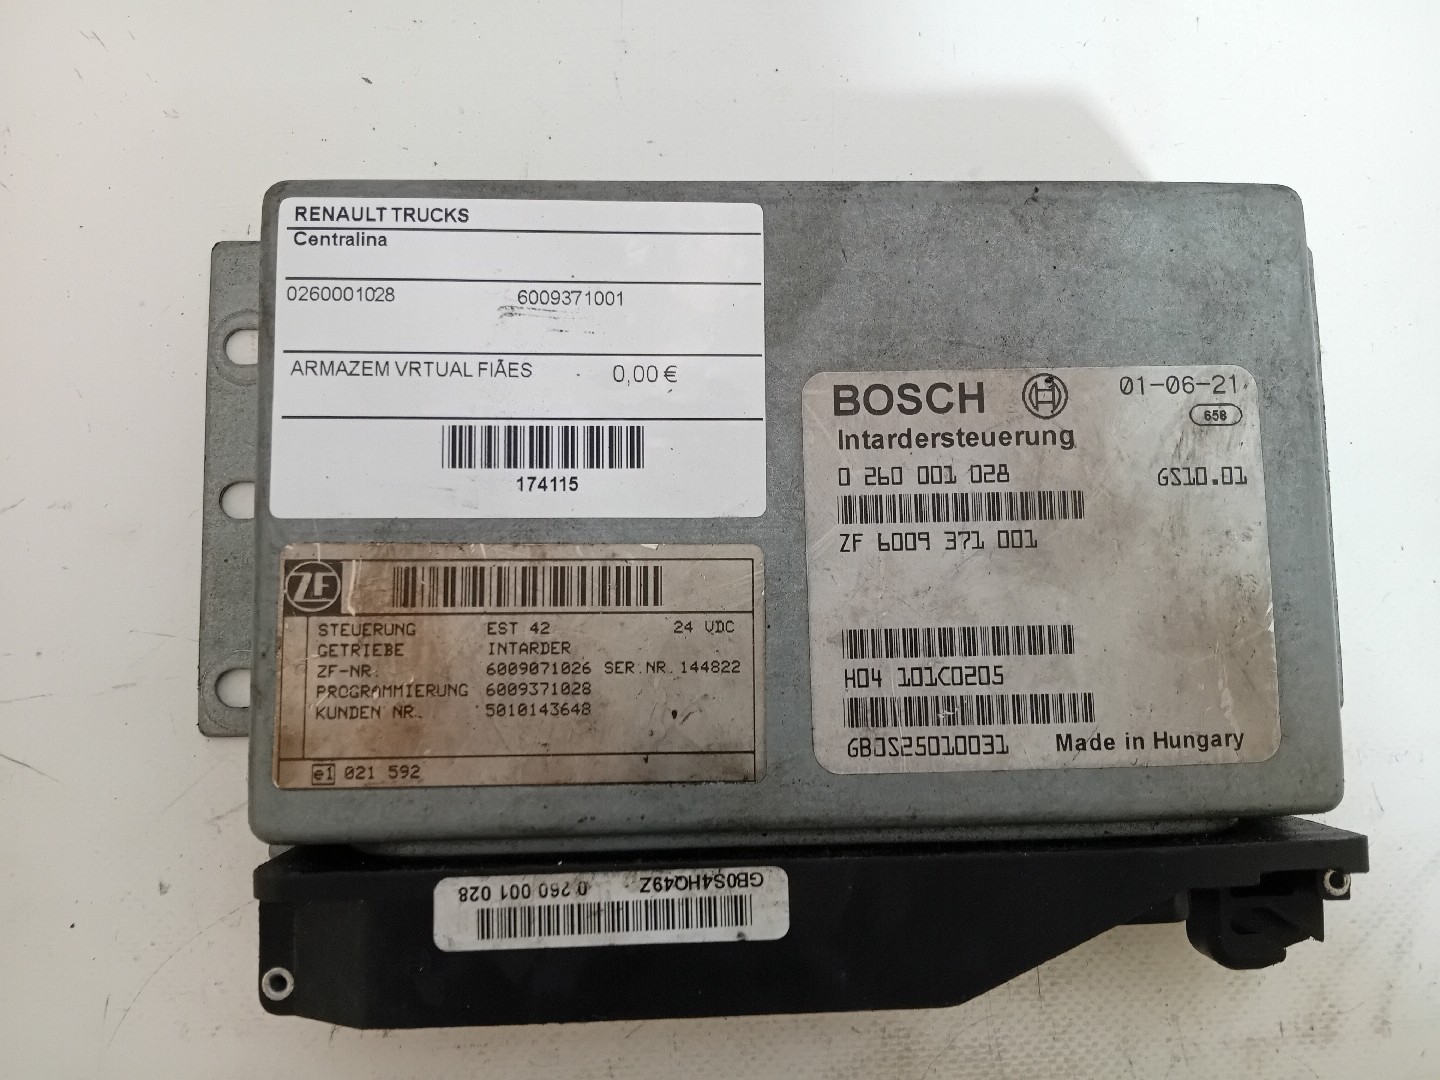 RENAULT TRUCKS
Centralina
0260001028 6009371001
ARMAZEM VRTUAL FIÃES 0,00 €
174115
BOSCH 01-06-21
658
Intardersteuerung
0 260 001 028 GS10.01
ZF 6009 371 001
H04 101C0205
GB0S25010031 Made in Hungary
ZF
STEUERUNG EST 42 24 VDC
GETRIEBE INTARDER
ZF-NR. 6009071026 SER.NR. 144822
PROGRAMMIERUNG 6009371028
KUNDEN NR. 5010143648
e1 021 592
GB0S4HQ49Z 0 260 001 028